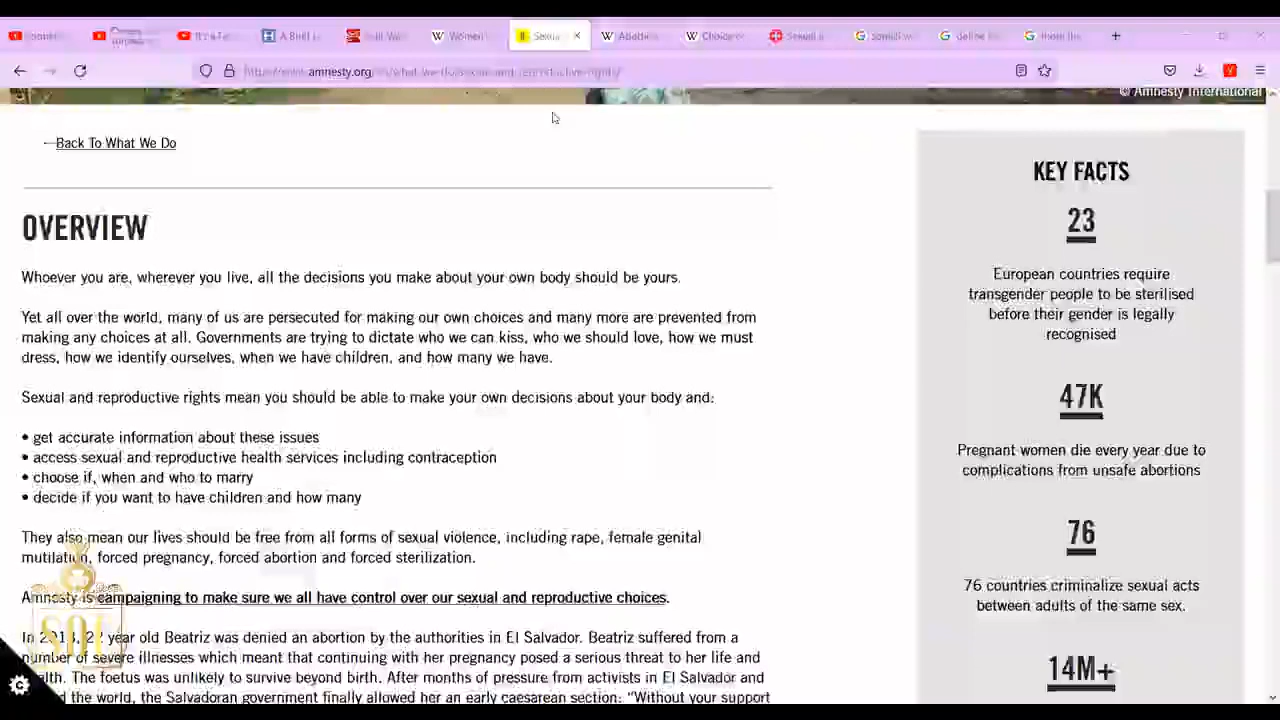 Sexua
Women
A Brief
Choice
Sexual a
define
© Amnesty International
←Back To What We Do
OVERVIEW
Whoever you are, wherever you live, all the decisions you make about your own body should be yours.
Yet all over the world, many of us are persecuted for making our own choices and many more are prevented from
making any choices at all. Governments are trying to dictate who we can kiss, who we should love, how we must
dress, how we identify ourselves, when we have children, and how many we have.
Sexual and reproductive rights mean you should be able to make your own decisions about your body and:
• get accurate information about these issues
• access sexual and reproductive health services including contraception
• choose if, when and who to marry
• decide if you want to have children and how many
They also mean our lives should be free from all forms of sexual violence, including rape, female genital
mutilation, forced pregnancy, forced abortion and forced sterilization.
Amnesty is campaigning to make sure we all have control over our sexual and reproductive choices.
In year old Beatriz was denied an abortion by the authorities in El Salvador. Beatriz suffered from a
number of severe illnesses which meant that continuing with her pregnancy posed a serious threat to her life and
The foetus was unlikely to survive beyond birth. After months of pressure from activists in El Salvador and
the world, the Salvadoran government finally allowed her an early caesarean section: “Without your support
KEY FACTS
23
European countries require
transgender people to be sterilised
before their gender is legally
recognised
47K
Pregnant women die every year due to
complications from unsafe abortions
76
76 countries criminalize sexual acts
between adults of the same sex.
14M+
SOL